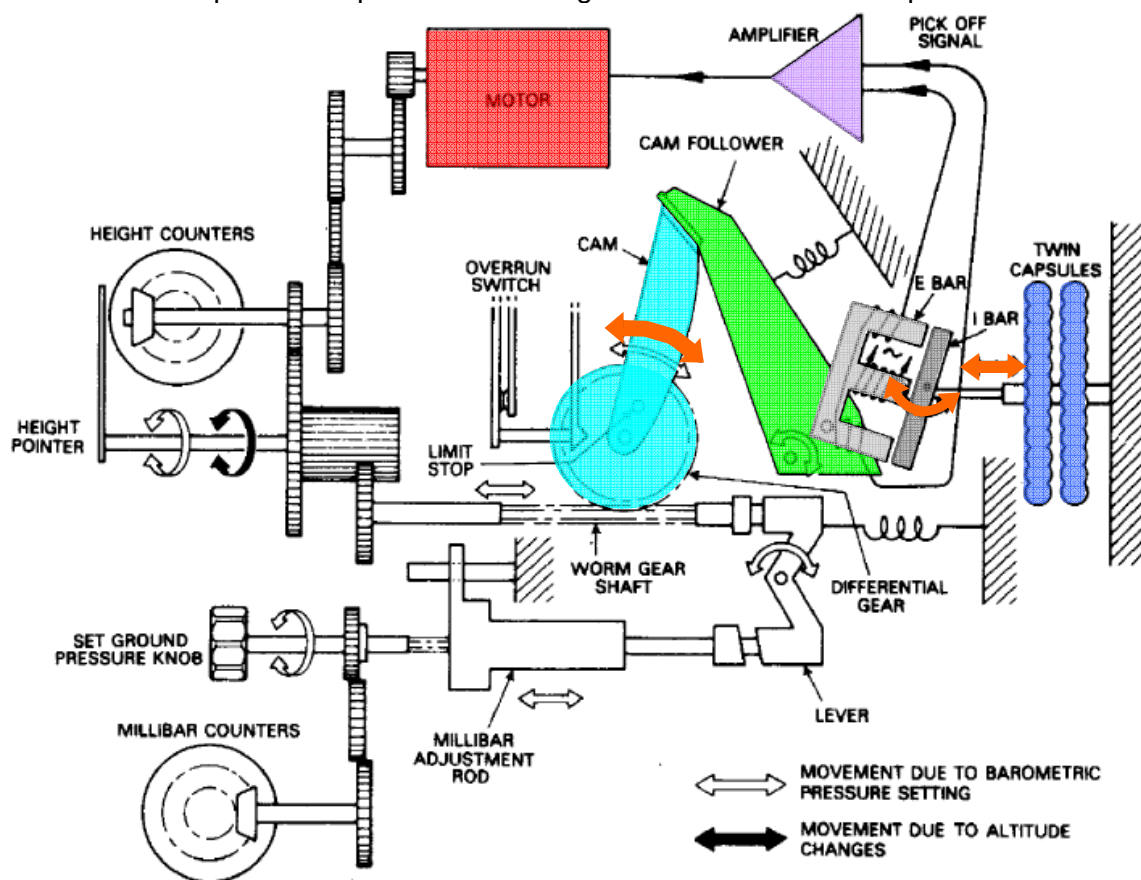 AMPLIFIER
PICK OFF
SIGNAL
MOTOR
CAM FOLLOWER
HEIGHT COUNTERS
CAM
OVERRUN
SWITCH
TWIN
CAPSULES
E BAR
I BAR
HEIGHT
POINTER
LIMIT
STOP
WORM GEAR
SHAFT
DIFFERENTIAL
GEAR
SET GROUND
PRESSURE KNOB
LEVER
MILLIBAR COUNTERS
MILLIBAR
ADJUSTMENT
ROD
MOVEMENT DUE TO BAROMETRIC
PRESSURE SETTING
MOVEMENT DUE TO ALTITUDE
CHANGES